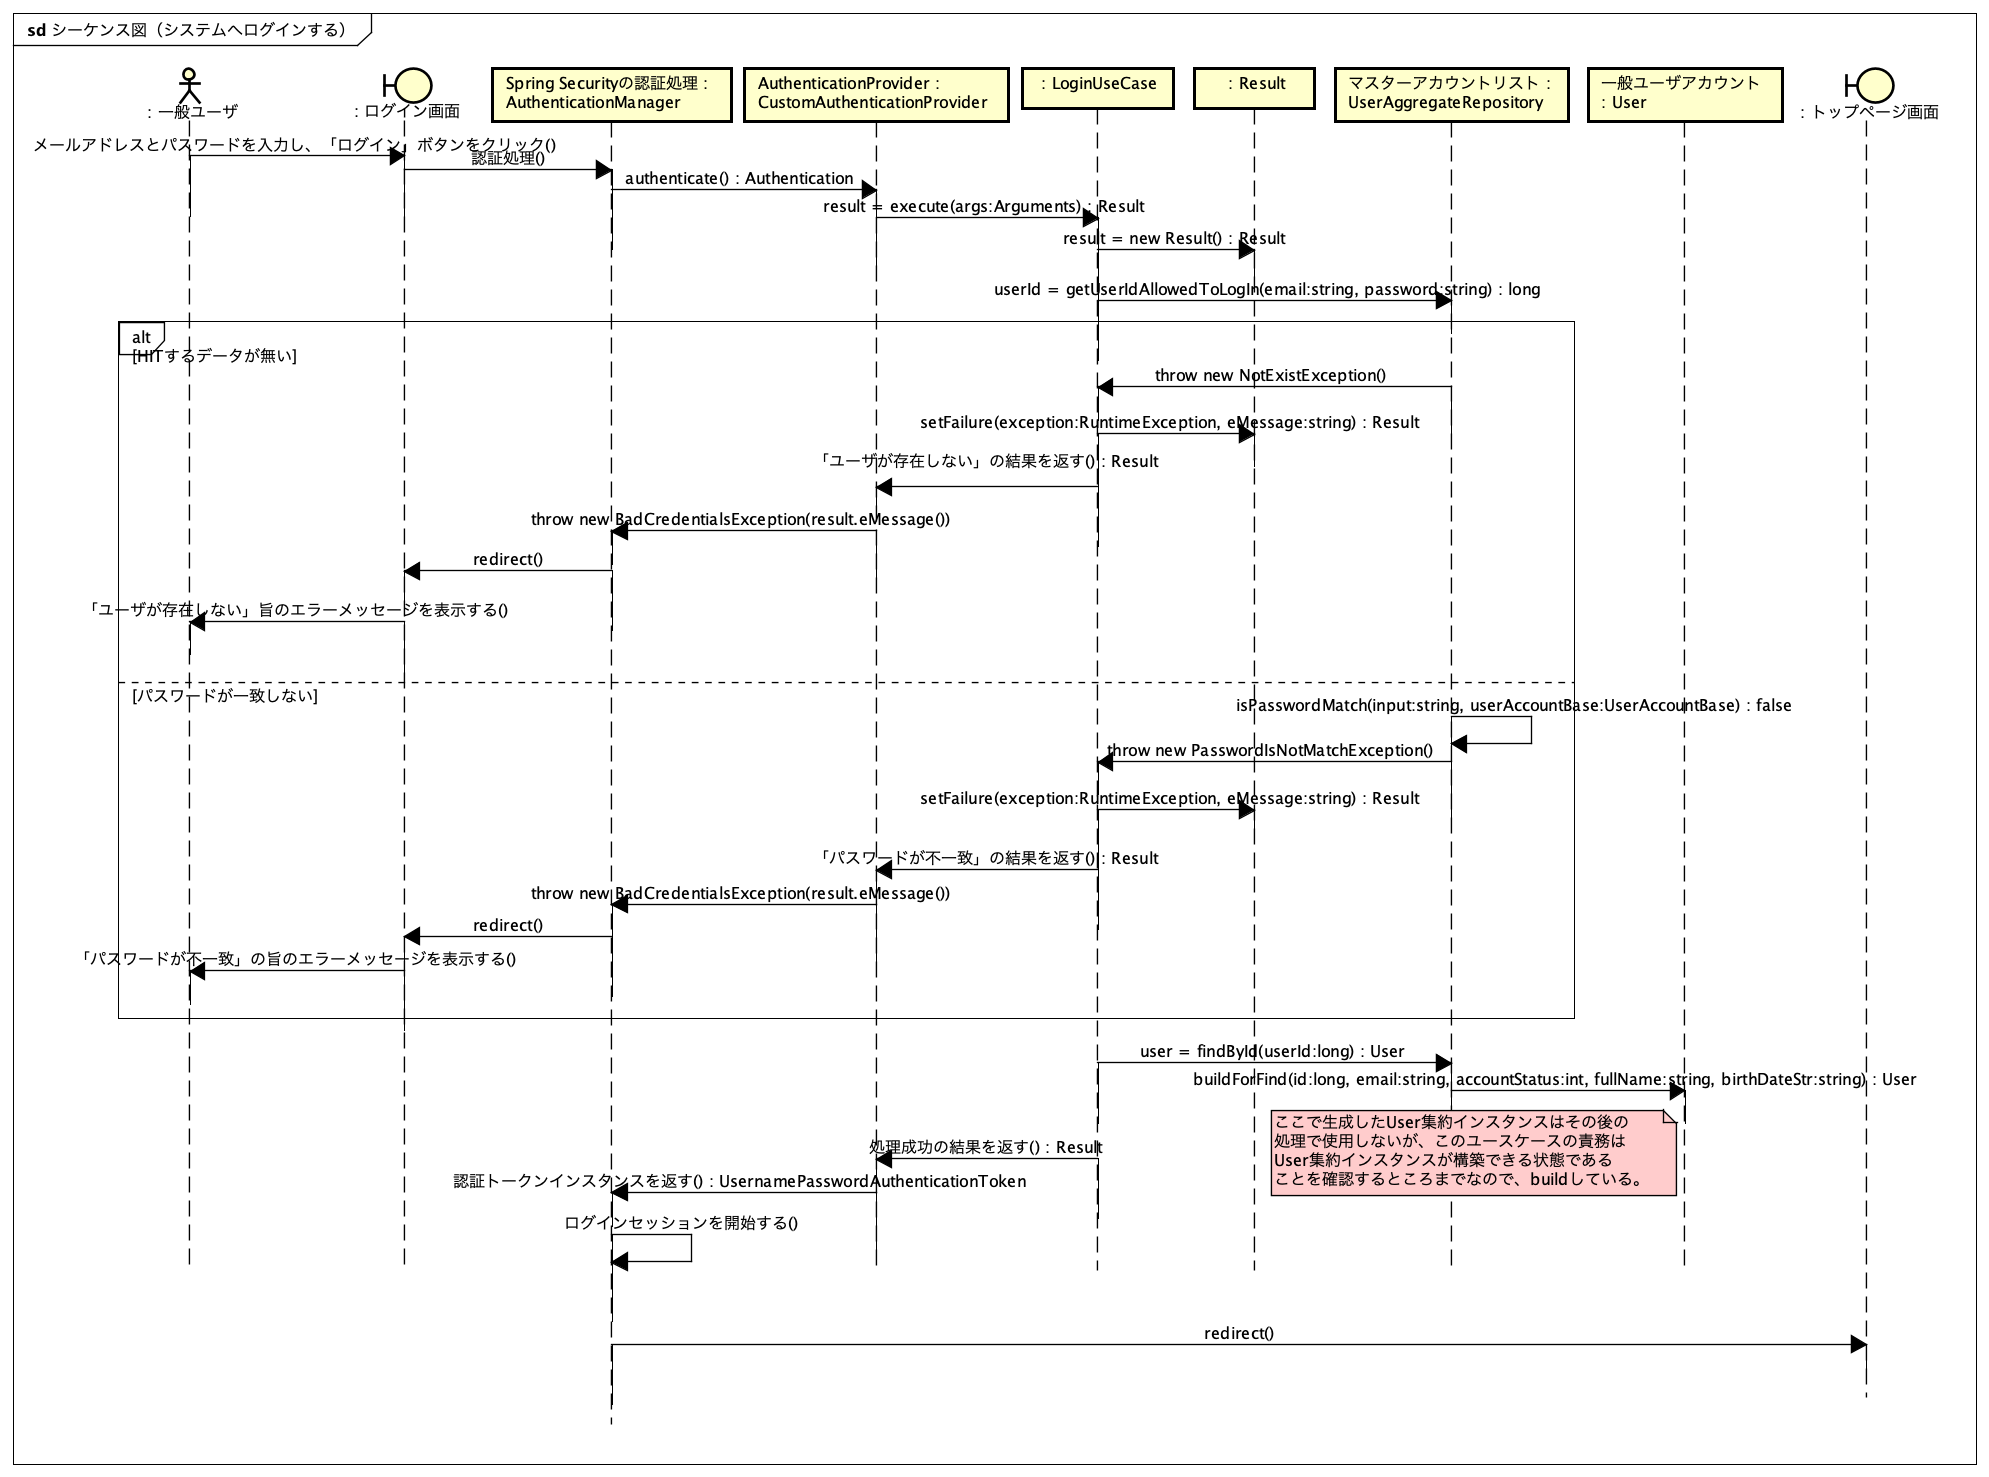 sd シーケンス図（システムへログインする）
: 一般ユーザ
: ログイン画面
Spring Securityの認証処理 :
AuthenticationManager
AuthenticationProvider :
CustomAuthenticationProvider
: LoginUseCase
: Result
マスターアカウントリスト :
UserAggregateRepository
一般ユーザアカウント
: User
: トップページ画面
メールアドレスとパスワードを入力し、「ログイン」ボタンをクリック()
認証処理()
authenticate() : Authentication
result = execute(args:Arguments) : Result
result = new Result() : Result
userId = getUserIdAllowedToLogIn(email:string, password:string) : long
alt
[HITするデータが無い]
throw new NotExistException()
setFailure(exception:RuntimeException, eMessage:string) : Result
「ユーザが存在しない」の結果を返す() : Result
throw new BadCredentialsException(result.eMessage())
redirect()
「ユーザが存在しない」旨のエラーメッセージを表示する()
[パスワードが一致しない]
isPasswordMatch(input:string, userAccountBase:UserAccountBase) : false
throw new PasswordIsNotMatchException()
setFailure(exception:RuntimeException, eMessage:string) : Result
「パスワードが不一致」の結果を返す() : Result
throw new BadCredentialsException(result.eMessage())
redirect()
「パスワードが不一致」の旨のエラーメッセージを表示する()
user = findById(userId:long) : User
buildForFind(id:long, email:string, accountStatus:int, fullName:string, birthDateStr:string) : User
ここで生成したUser集約インスタンスはその後の
処理で使用しないが、このユースケースの責務は
User集約インスタンスが構築できる状態である
ことを確認するところまでなので、buildしている。
処理成功の結果を返す() : Result
認証トークンインスタンスを返す() : UsernamePasswordAuthenticationToken
ログインセッションを開始する()
redirect()